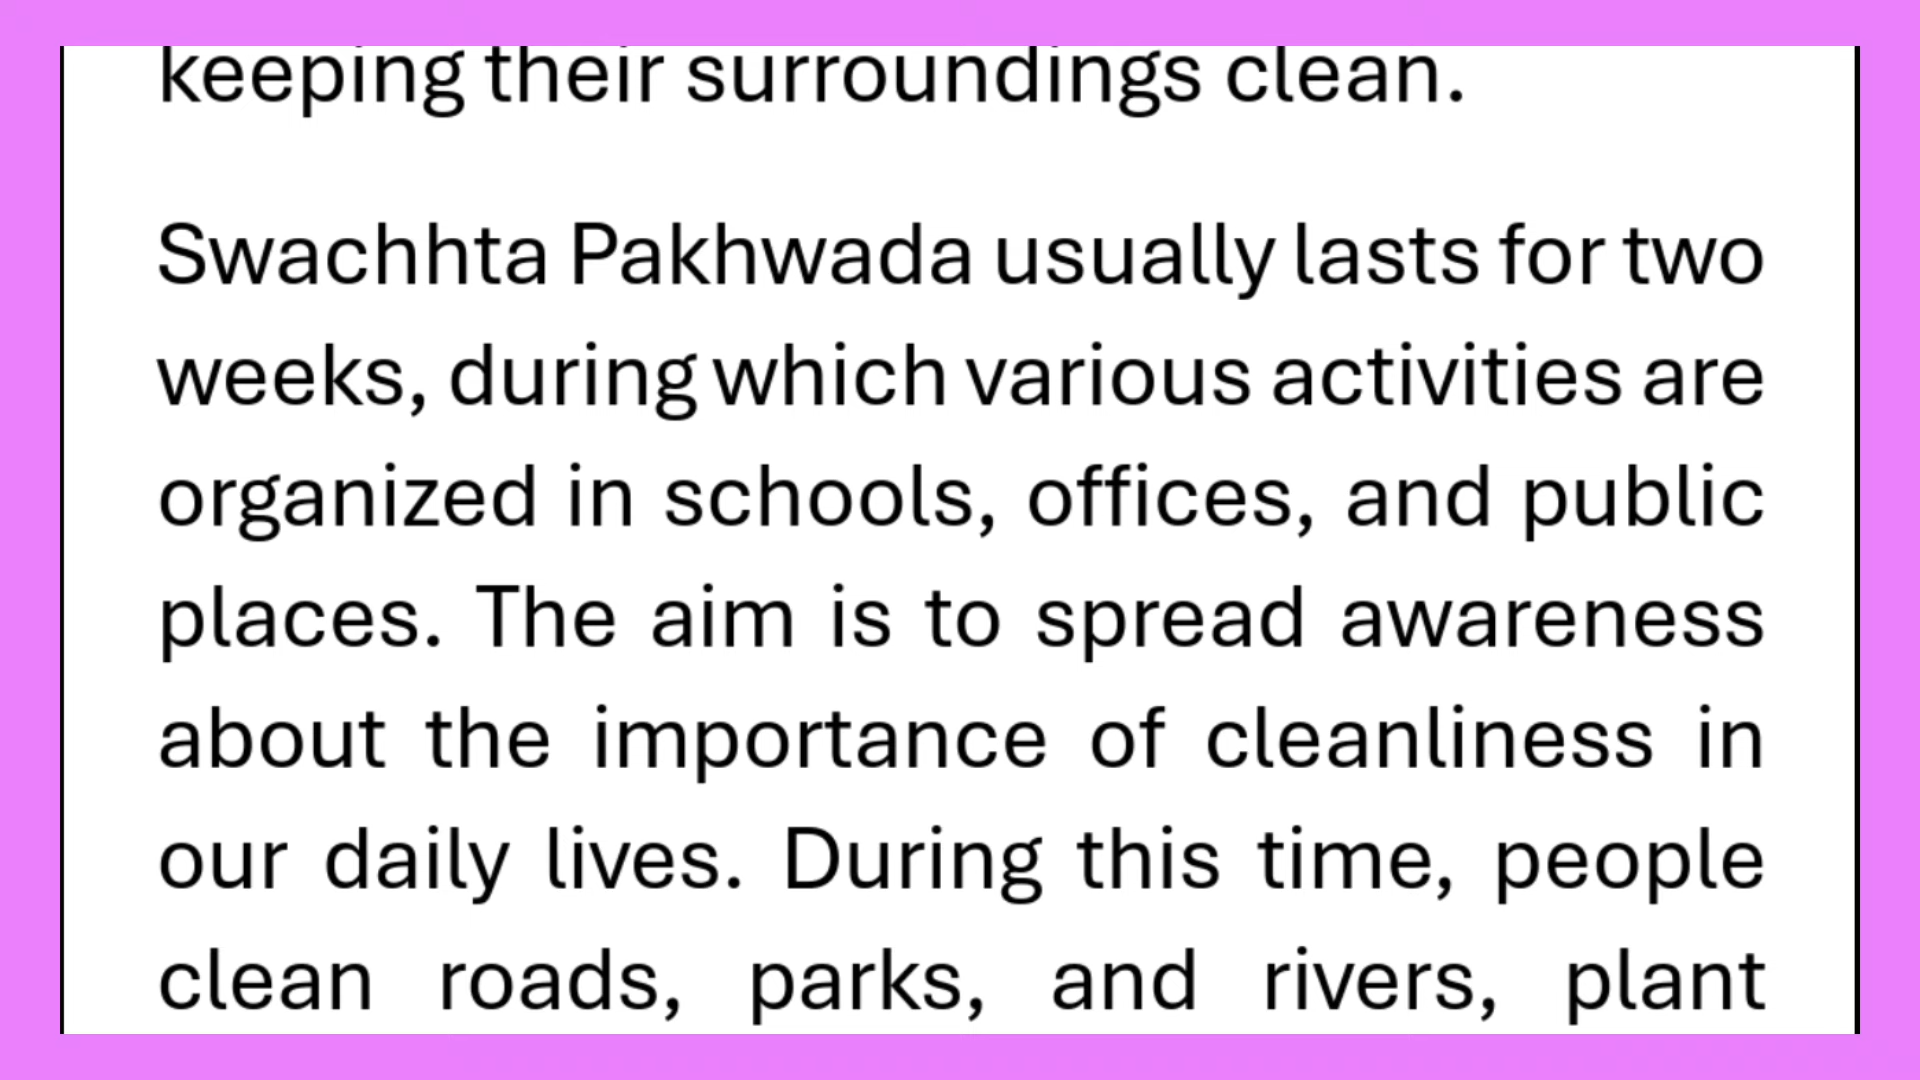 keeping their surroundings clean.
Swachhta Pakhwada usually lasts for two
weeks, during which various activities are
organized in schools, offices, and public
places. The aim is to spread awareness
about the importance of cleanliness in
our daily lives. During this time, people
clean roads, parks, and rivers, plant